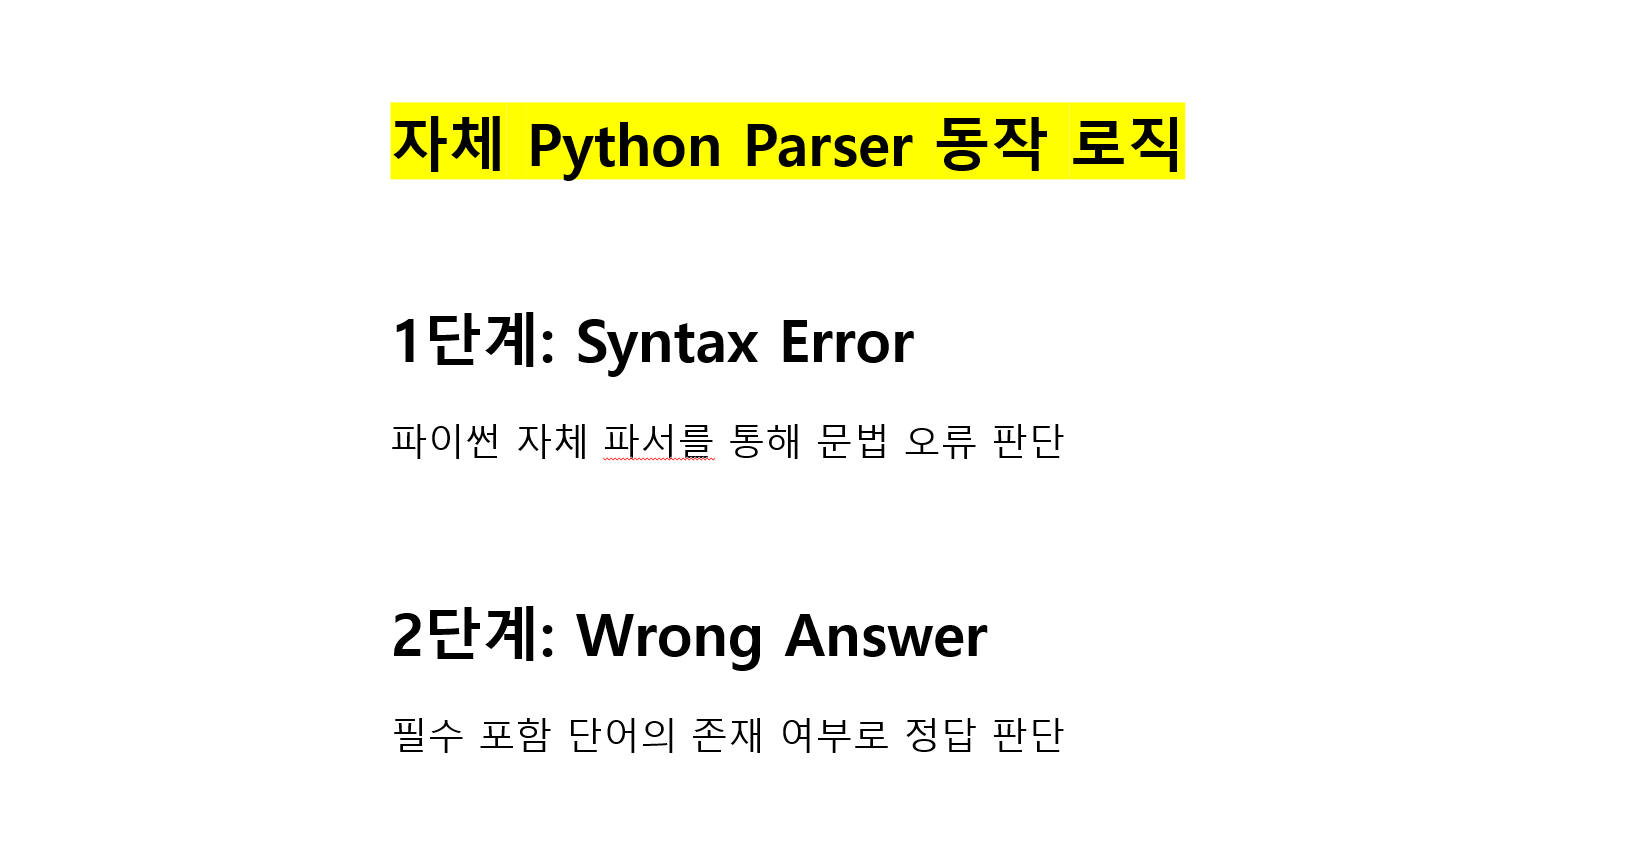 자체 Python Parser 동작 로직
1단계: Syntax Error
파이썬 자체 파서를 통해 문법 오류 판단
2단계: Wrong Answer
필수 포함 단어의 존재 여부로 정답 판단